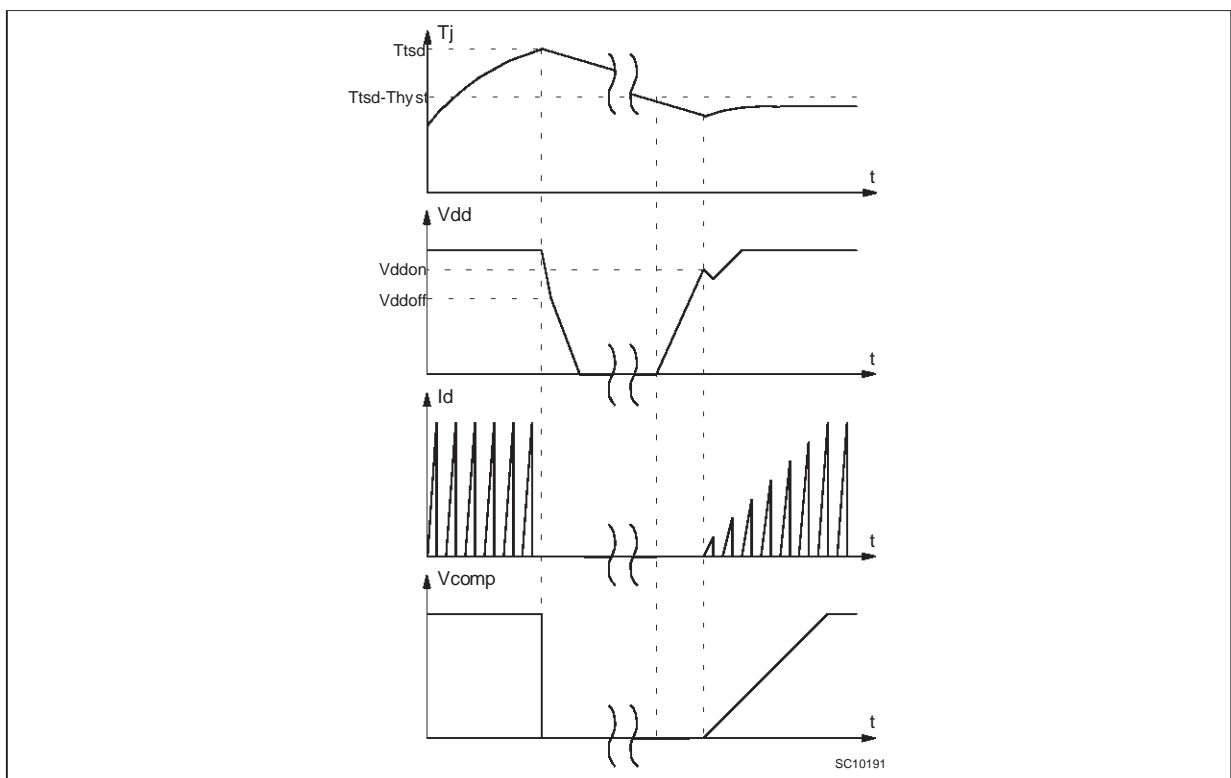 Tj
Ttsd
Ttsd-Thyst
t
Vdd
Vddon
Vddoff
t
Id
t
Vcomp
t
SC10191